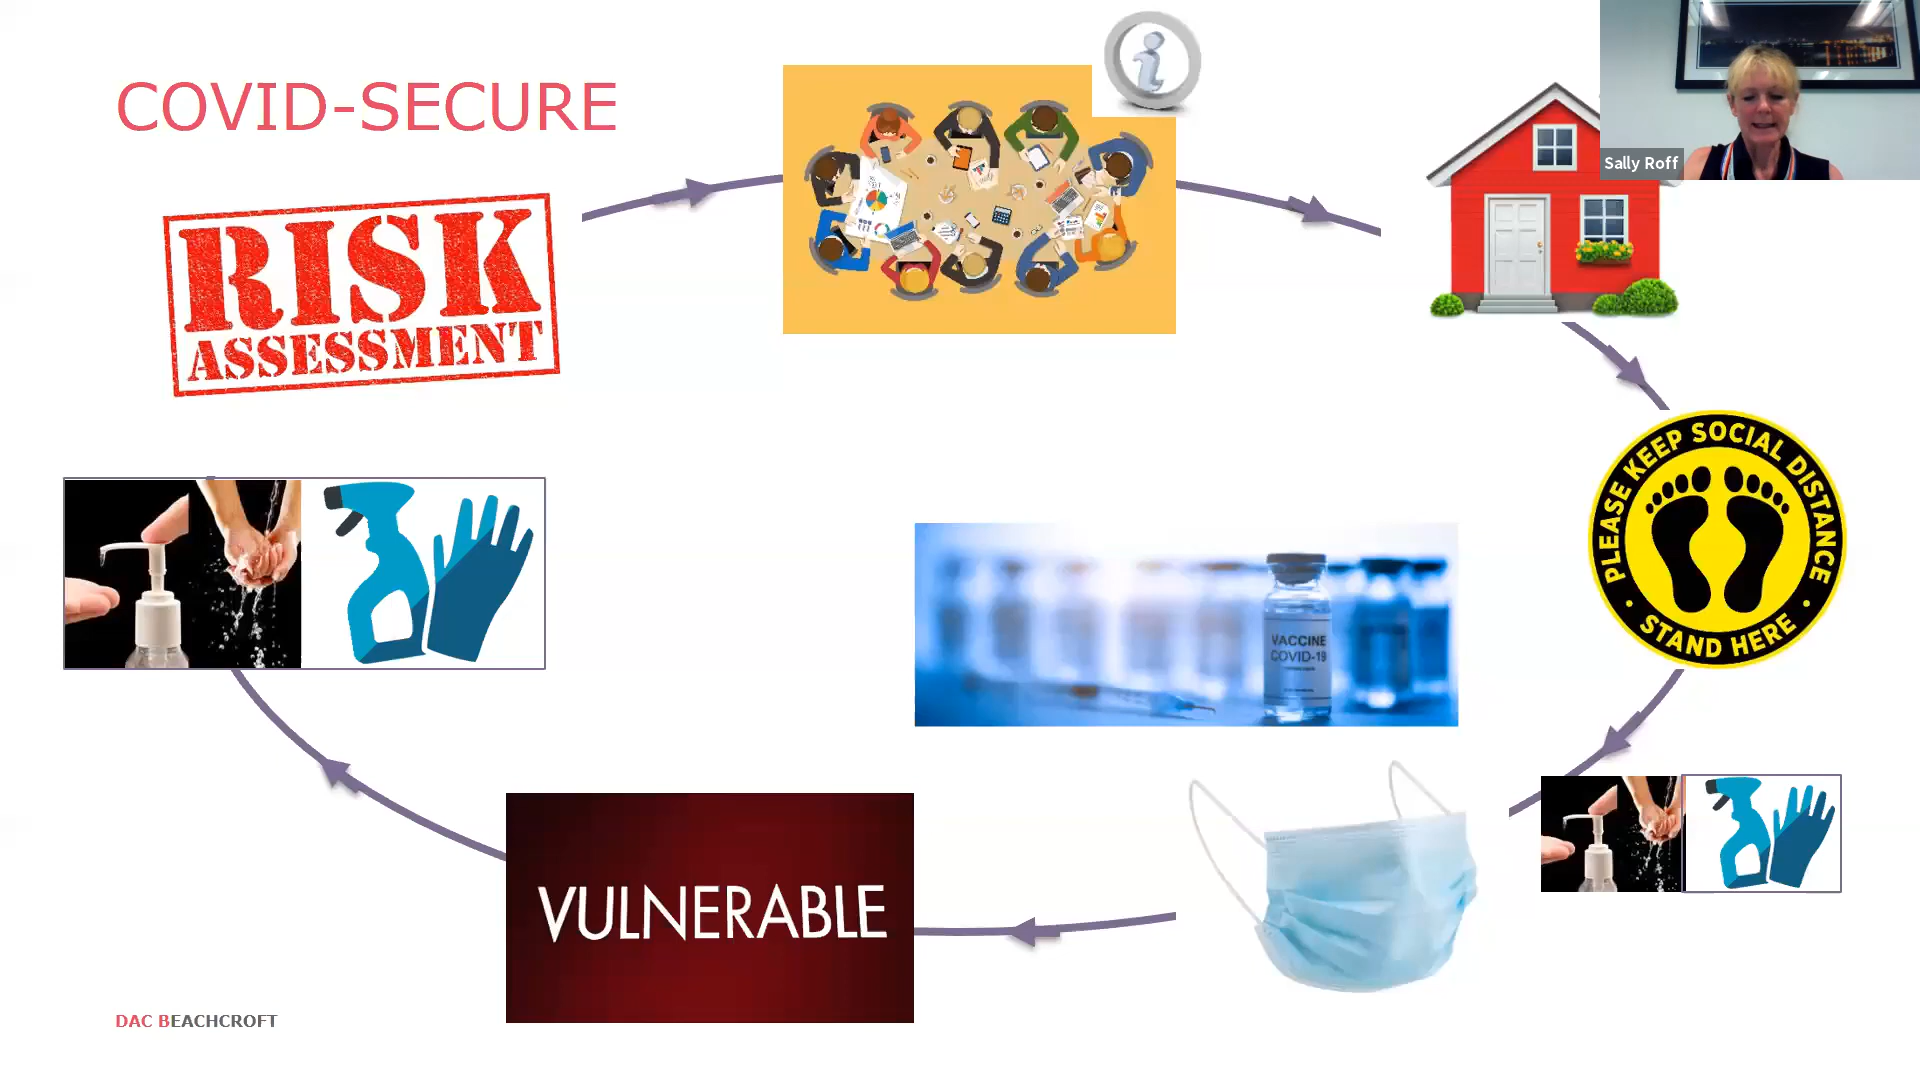 COVID-SECURE
Sally Roff
RISK
ASSESSMENT
PLEASE KEEP SOCIAL DISTANCE
• STAND HERE •
VACCINE
COVID-19
VULNERABLE
DAC BEACHCROFT